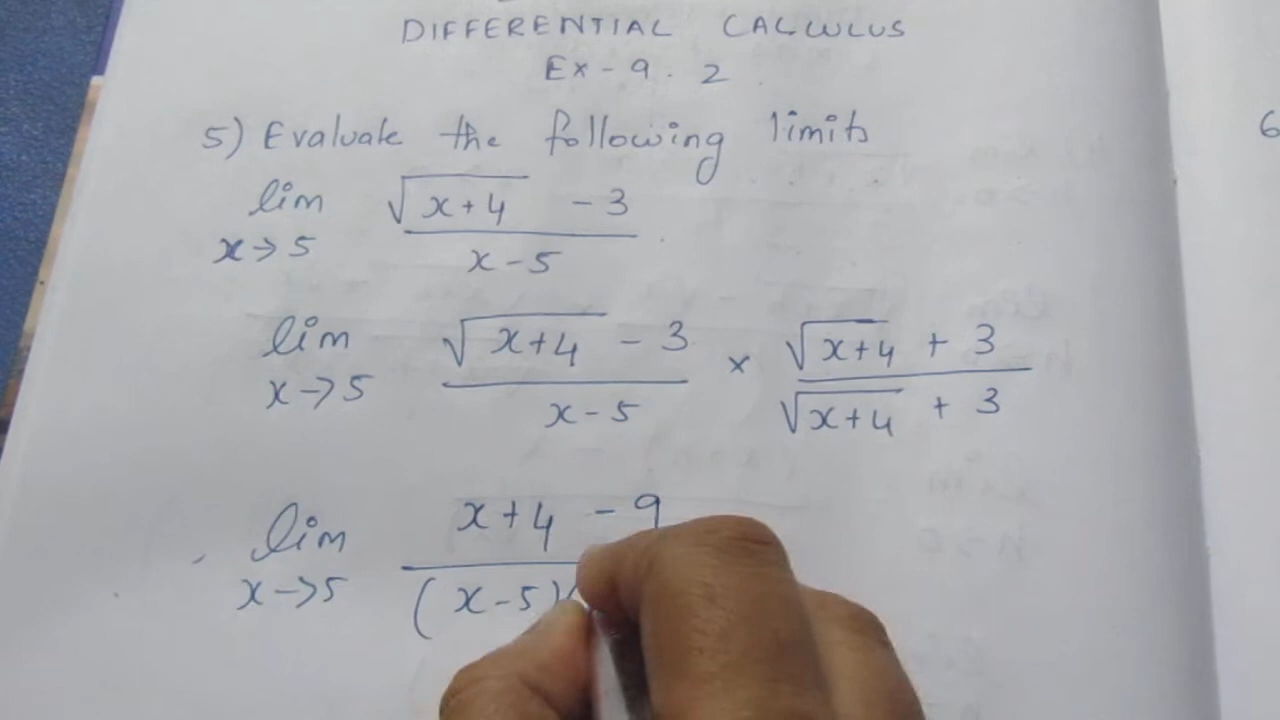 DIFFERENTIAL CALCULUS
Ex - 9.2
5) Evaluate the following limits
lim x→5 (√(x+4) - 3)/(x-5)
lim x→5 (√(x+4) - 3)/(x-5) × (√(x+4) + 3)/(√(x+4) + 3)
lim x→5 x+4 - 9 / (x-5)(
6